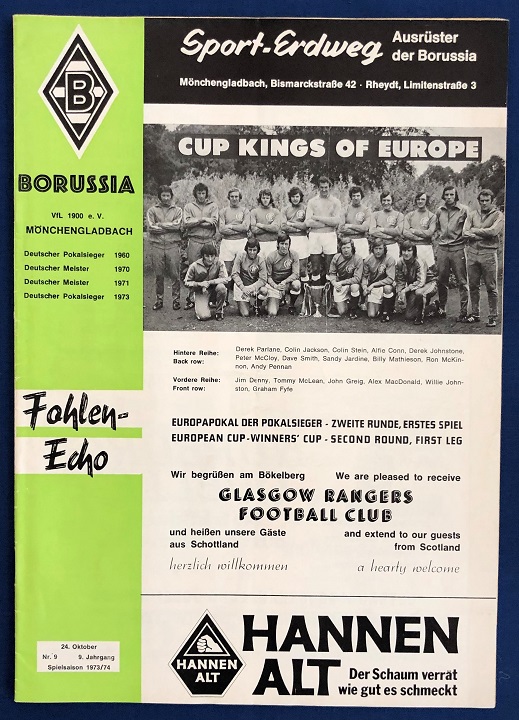 Sport-Erdweg
Ausrüster
der Borussia
Mönchengladbach, Bismarckstraße 42 · Rheydt, Limitenstraße 3
B
BORUSSIA
VfL 1900 e. V.
MÖNCHENGLADBACH
Deutscher Pokalsieger 1960
Deutscher Meister 1970
Deutscher Meister 1971
Deutscher Pokalsieger 1973
Fohlen-
Echo
24. Oktober
Nr. 9 9. Jahrgang
Spielsaison 1973/74
CUP KINGS OF EUROPE
Hintere Reihe: Derek Parlane, Colin Jackson, Colin Stein, Alfie Conn, Derek Johnstone,
Back row: Peter McCloy, Dave Smith, Sandy Jardine, Billy Mathieson, Ron McKin-
non, Andy Pennan
Vordere Reihe: Jim Denny, Tommy McLean, John Greig, Alex MacDonald, Willie John-
Front row: ston, Graham Fyfe
EUROPAPOKAL DER POKALSIEGER - ZWEITE RUNDE, ERSTES SPIEL
EUROPEAN CUP-WINNERS' CUP - SECOND ROUND, FIRST LEG
Wir begrüßen am Bökelberg We are pleased to receive
GLASGOW RANGERS
FOOTBALL CLUB
und heißen unsere Gäste and extend to our guests
aus Schottland from Scotland
herzlich willkommen a hearty welcome
HANNEN
ALT
HANNEN
ALT
Der Schaum verrät
wie gut es schmeckt